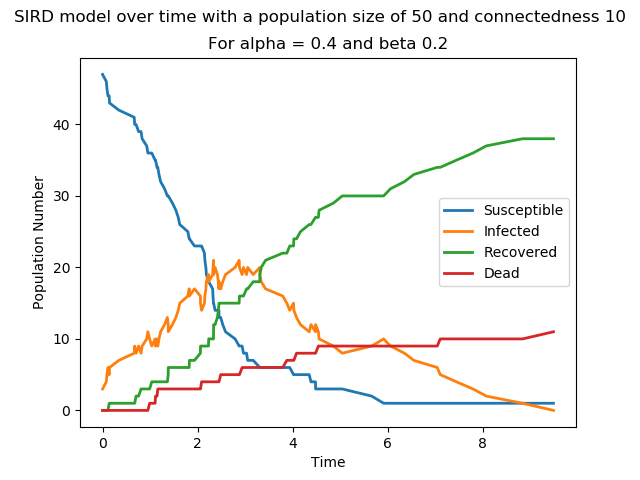 SIRD model over time with a population size of 50 and connectedness 10
For alpha = 0.4 and beta 0.2
Population Number
40
30
20
10
0
Susceptible
Infected
Recovered
Dead
0 2 4 6 8
Time